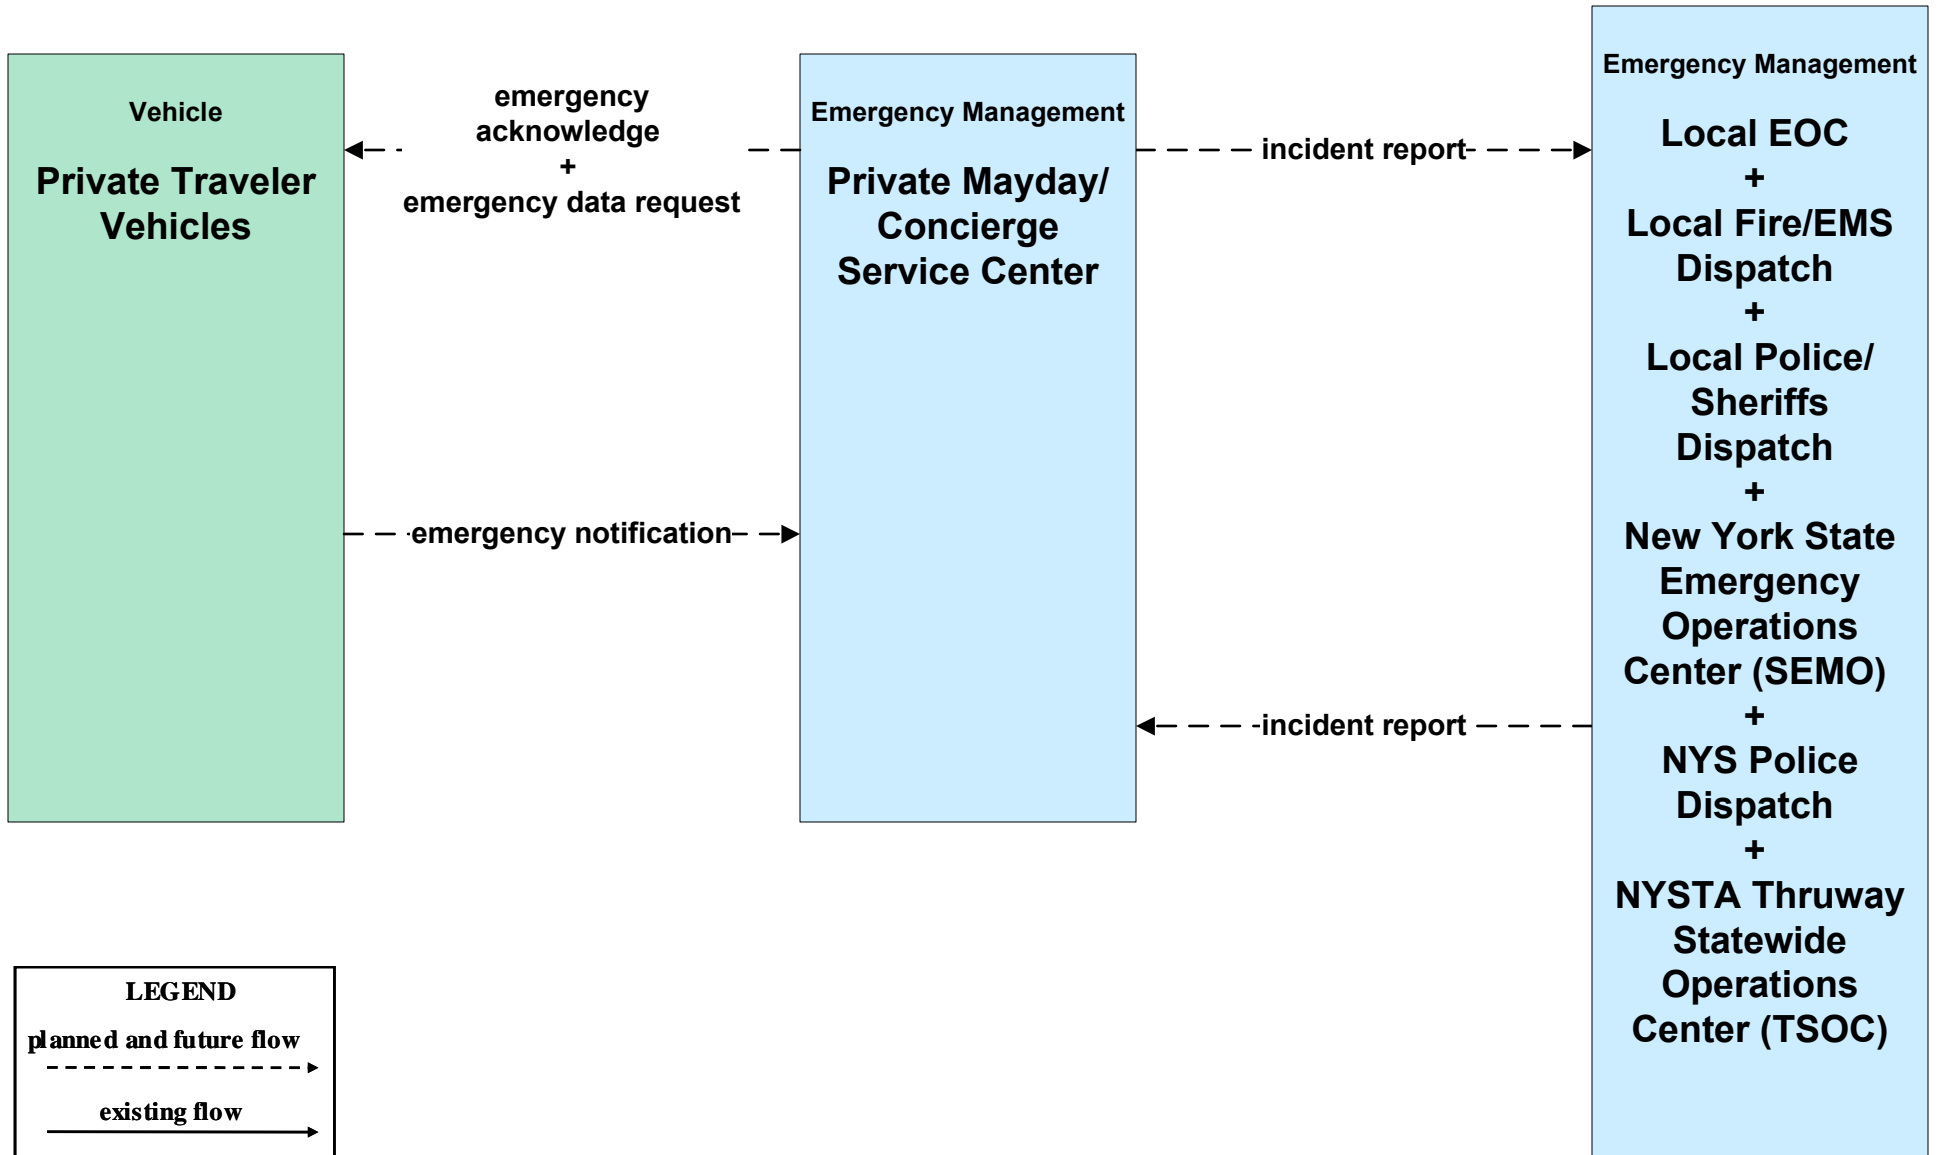 Vehicle
Private Traveler
Vehicles
emergency
acknowledge
+
emergency data request
emergency notification
Emergency Management
Private Mayday/
Concierge
Service Center
incident report
incident report
Emergency Management
Local EOC
+
Local Fire/EMS
Dispatch
+
Local Police/
Sheriffs
Dispatch
+
New York State
Emergency
Operations
Center (SEMO)
+
NYS Police
Dispatch
+
NYSTA Thruway
Statewide
Operations
Center (TSOC)
LEGEND
planned and future flow
existing flow